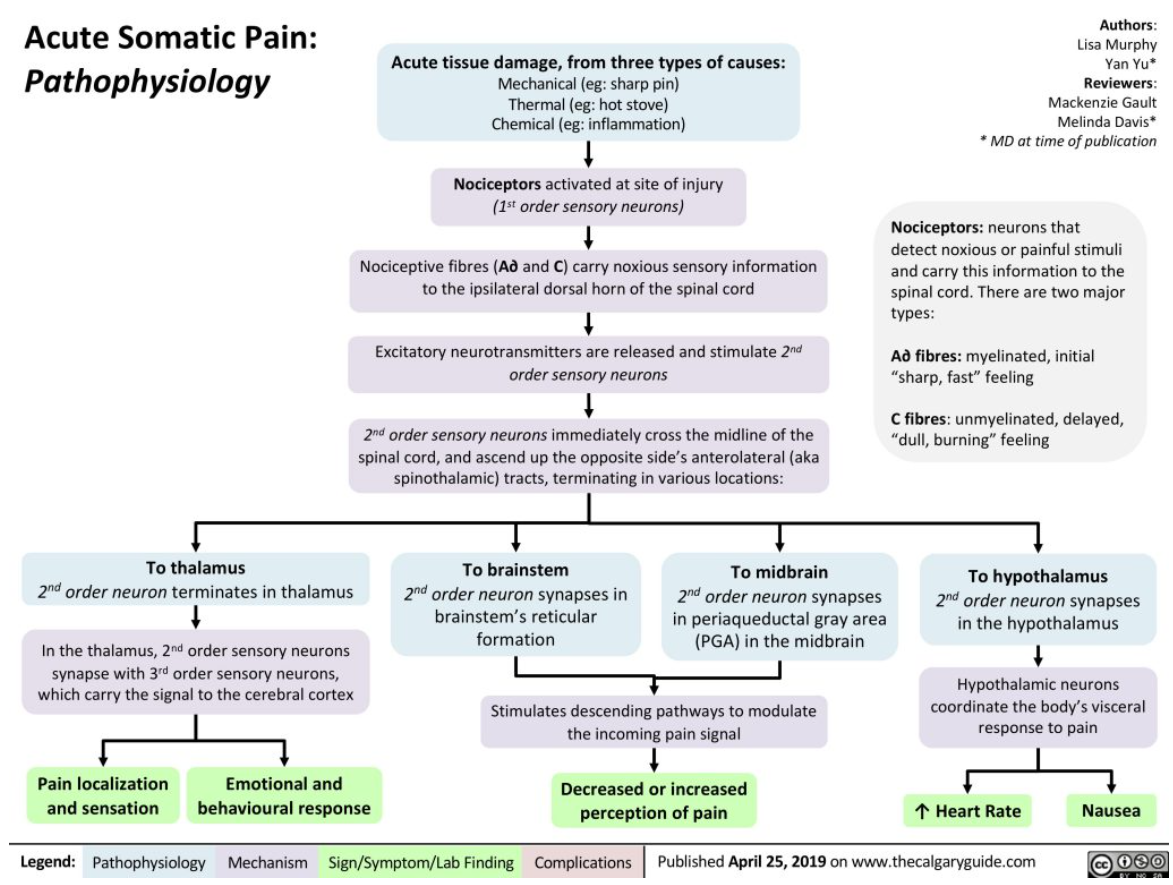 Acute Somatic Pain:
Pathophysiology
Authors:
Lisa Murphy
Yan Yu*
Reviewers:
Mackenzie Gault
Melinda Davis*
* MD at time of publication
Acute tissue damage, from three types of causes:
Mechanical (eg: sharp pin)
Thermal (eg: hot stove)
Chemical (eg: inflammation)
Nociceptors activated at site of injury
(1st order sensory neurons)
Nociceptive fibres (A∂ and C) carry noxious sensory information
to the ipsilateral dorsal horn of the spinal cord
Excitatory neurotransmitters are released and stimulate 2nd
order sensory neurons
2nd order sensory neurons immediately cross the midline of the
spinal cord, and ascend up the opposite side’s anterolateral (aka
spinothalamic) tracts, terminating in various locations:
Nociceptors: neurons that
detect noxious or painful stimuli
and carry this information to the
spinal cord. There are two major
types:
A∂ fibres: myelinated, initial
“sharp, fast” feeling
C fibres: unmyelinated, delayed,
“dull, burning” feeling
To thalamus
2nd order neuron terminates in thalamus
In the thalamus, 2nd order sensory neurons
synapse with 3rd order sensory neurons,
which carry the signal to the cerebral cortex
Pain localization
and sensation
Emotional and
behavioural response
To brainstem
2nd order neuron synapses in
brainstem’s reticular
formation
To midbrain
2nd order neuron synapses
in periaqueductal gray area
(PGA) in the midbrain
Stimulates descending pathways to modulate
the incoming pain signal
Decreased or increased
perception of pain
To hypothalamus
2nd order neuron synapses
in the hypothalamus
Hypothalamic neurons
coordinate the body’s visceral
response to pain
↑ Heart Rate
Nausea
Legend: Pathophysiology Mechanism Sign/Symptom/Lab Finding Complications Published April 25, 2019 on www.thecalgaryguide.com
cc
BY NC SA